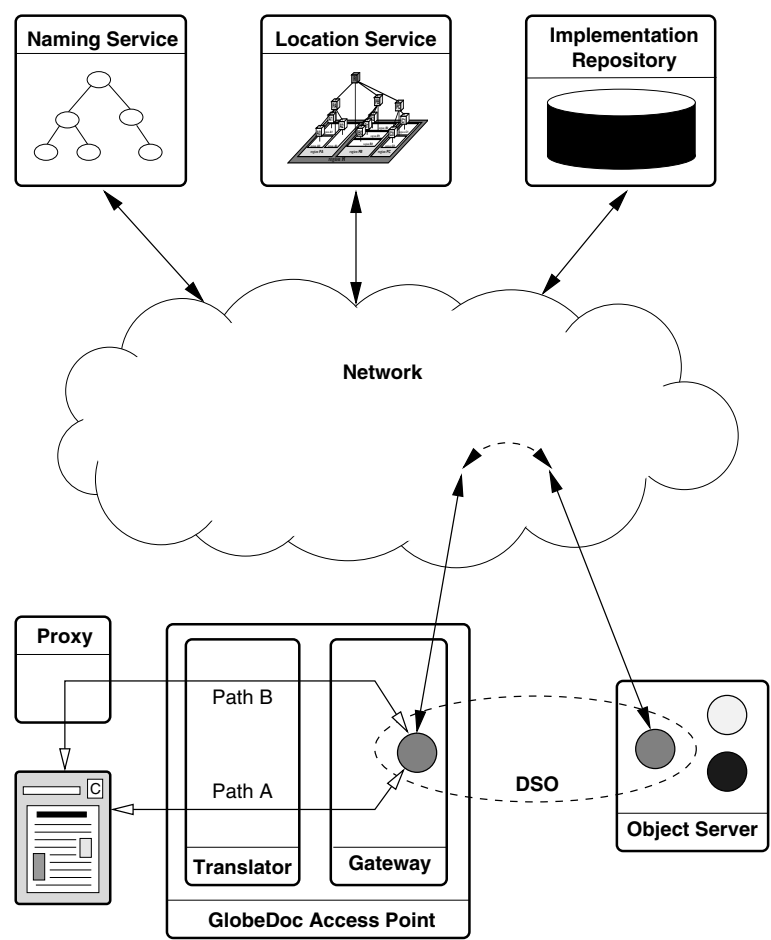 Naming Service
Location Service
Implementation
Repository
Network
Proxy
Path B
Path A
C
DSO
Translator
Gateway
Object Server
GlobeDoc Access Point